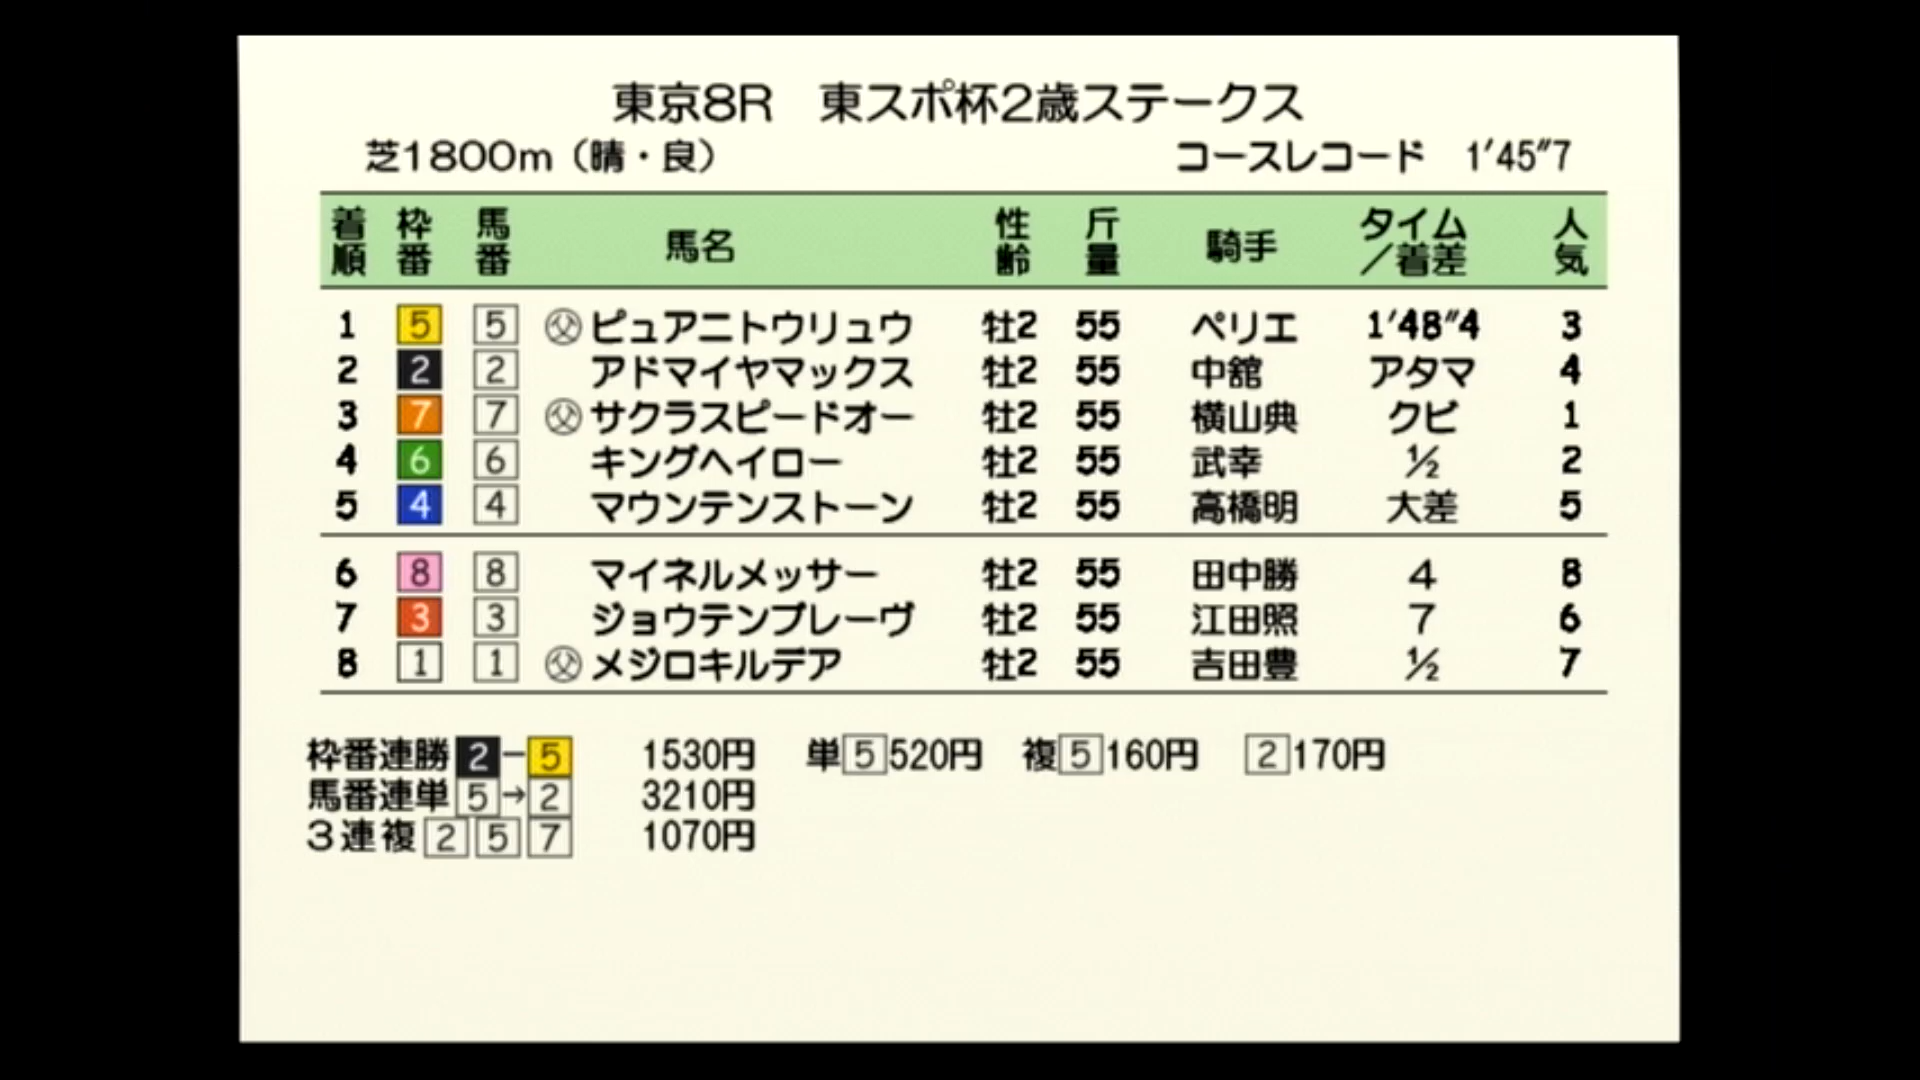 東京8R　東スポ杯2歳ステークス
芝1800m（晴・良）　コースレコード　1'45"7
着順 枠番 馬番 馬名 性齢 斤量 騎手 タイム／着差 人気
1 5 5 ㊛ピュアニトウリュウ 牡2 55 ペリエ 1'48"4 3
2 2 2 アドマイヤマックス 牡2 55 中舘 アタマ 4
3 7 7 父サクラスピードオー 牡2 55 横山典 クビ 1
4 6 6 キングヘイロー 牡2 55 武幸 ½ 2
5 4 4 マウンテンストーン 牡2 55 高橋明 大差 5
6 8 8 マイネルメッサー 牡2 55 田中勝 4 8
7 3 3 ジョウテンブレーヴ 牡2 55 江田照 7 6
8 1 1 父メジロキルデア 牡2 55 吉田豊 ½ 7
枠番連勝 2－5 1530円 単 5 520円 複 5 160円 2 170円
馬番連単 5→2 3210円
3連複 2 5 7 1070円